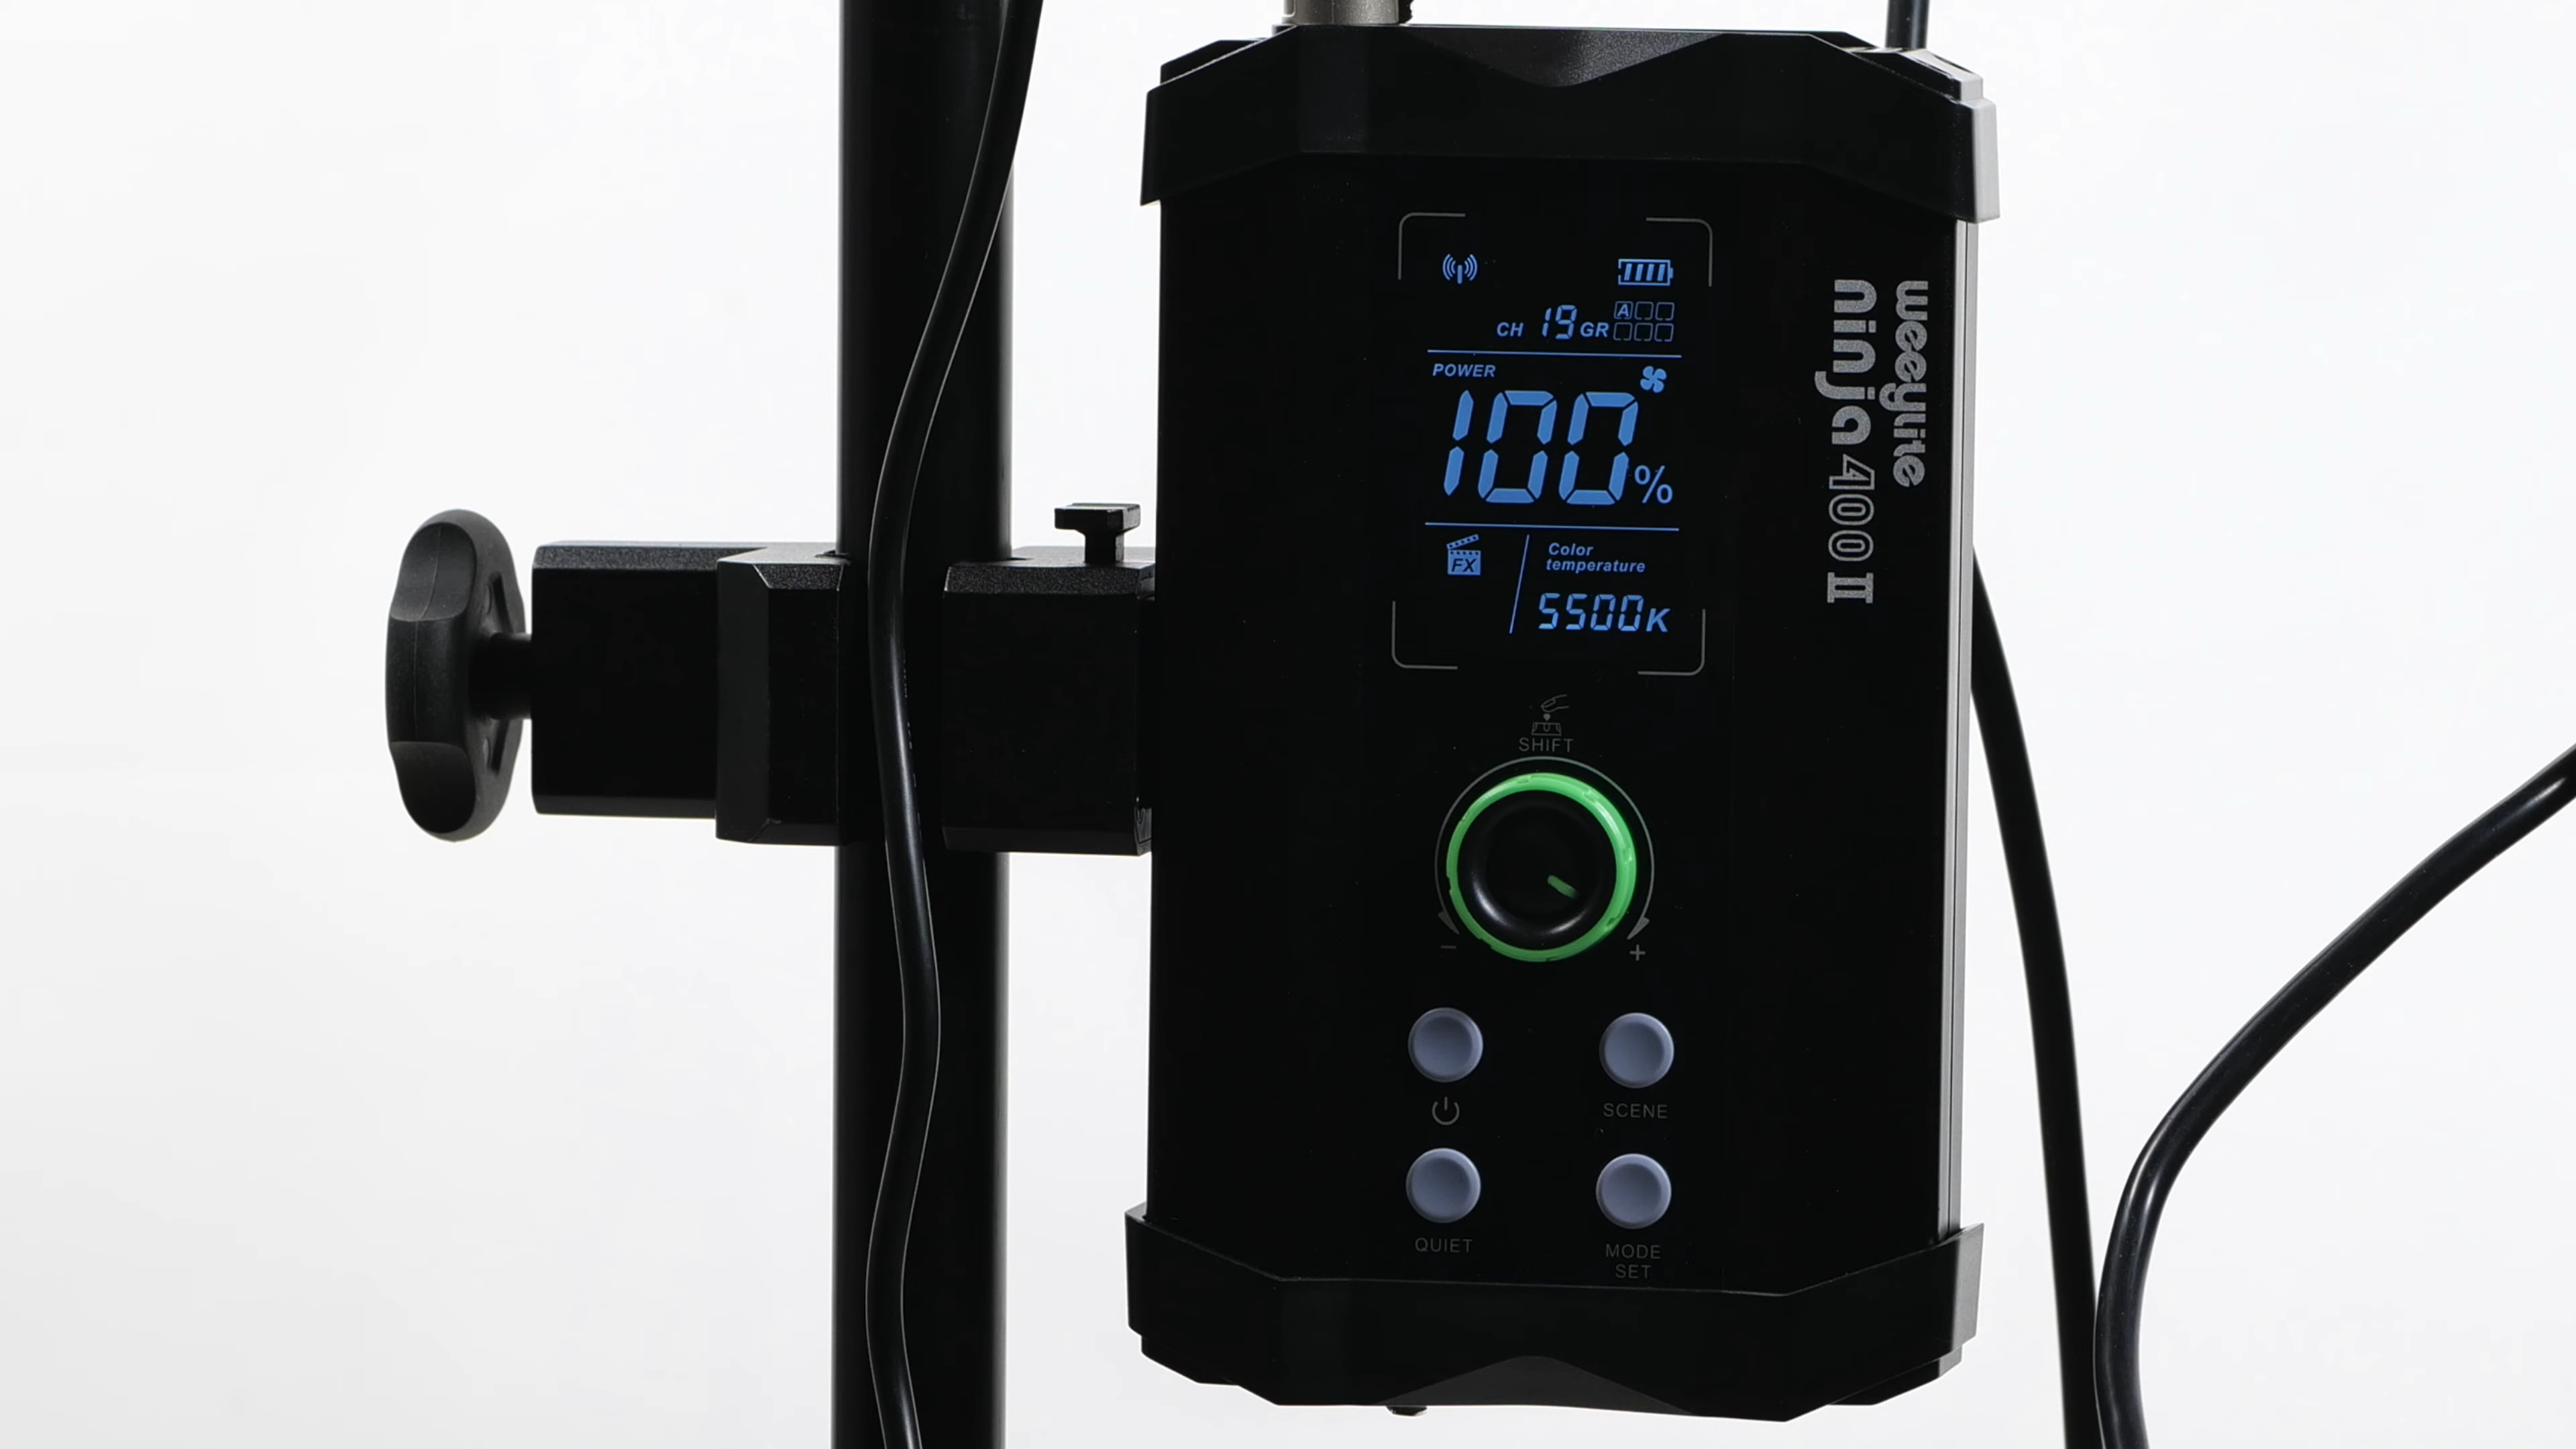 CH 19 GR A
POWER
100%
FX
Color
temperature
5500K
weeylite
ninja 400 II
SHIFT
- +
SCENE
QUIET
MODE
SET